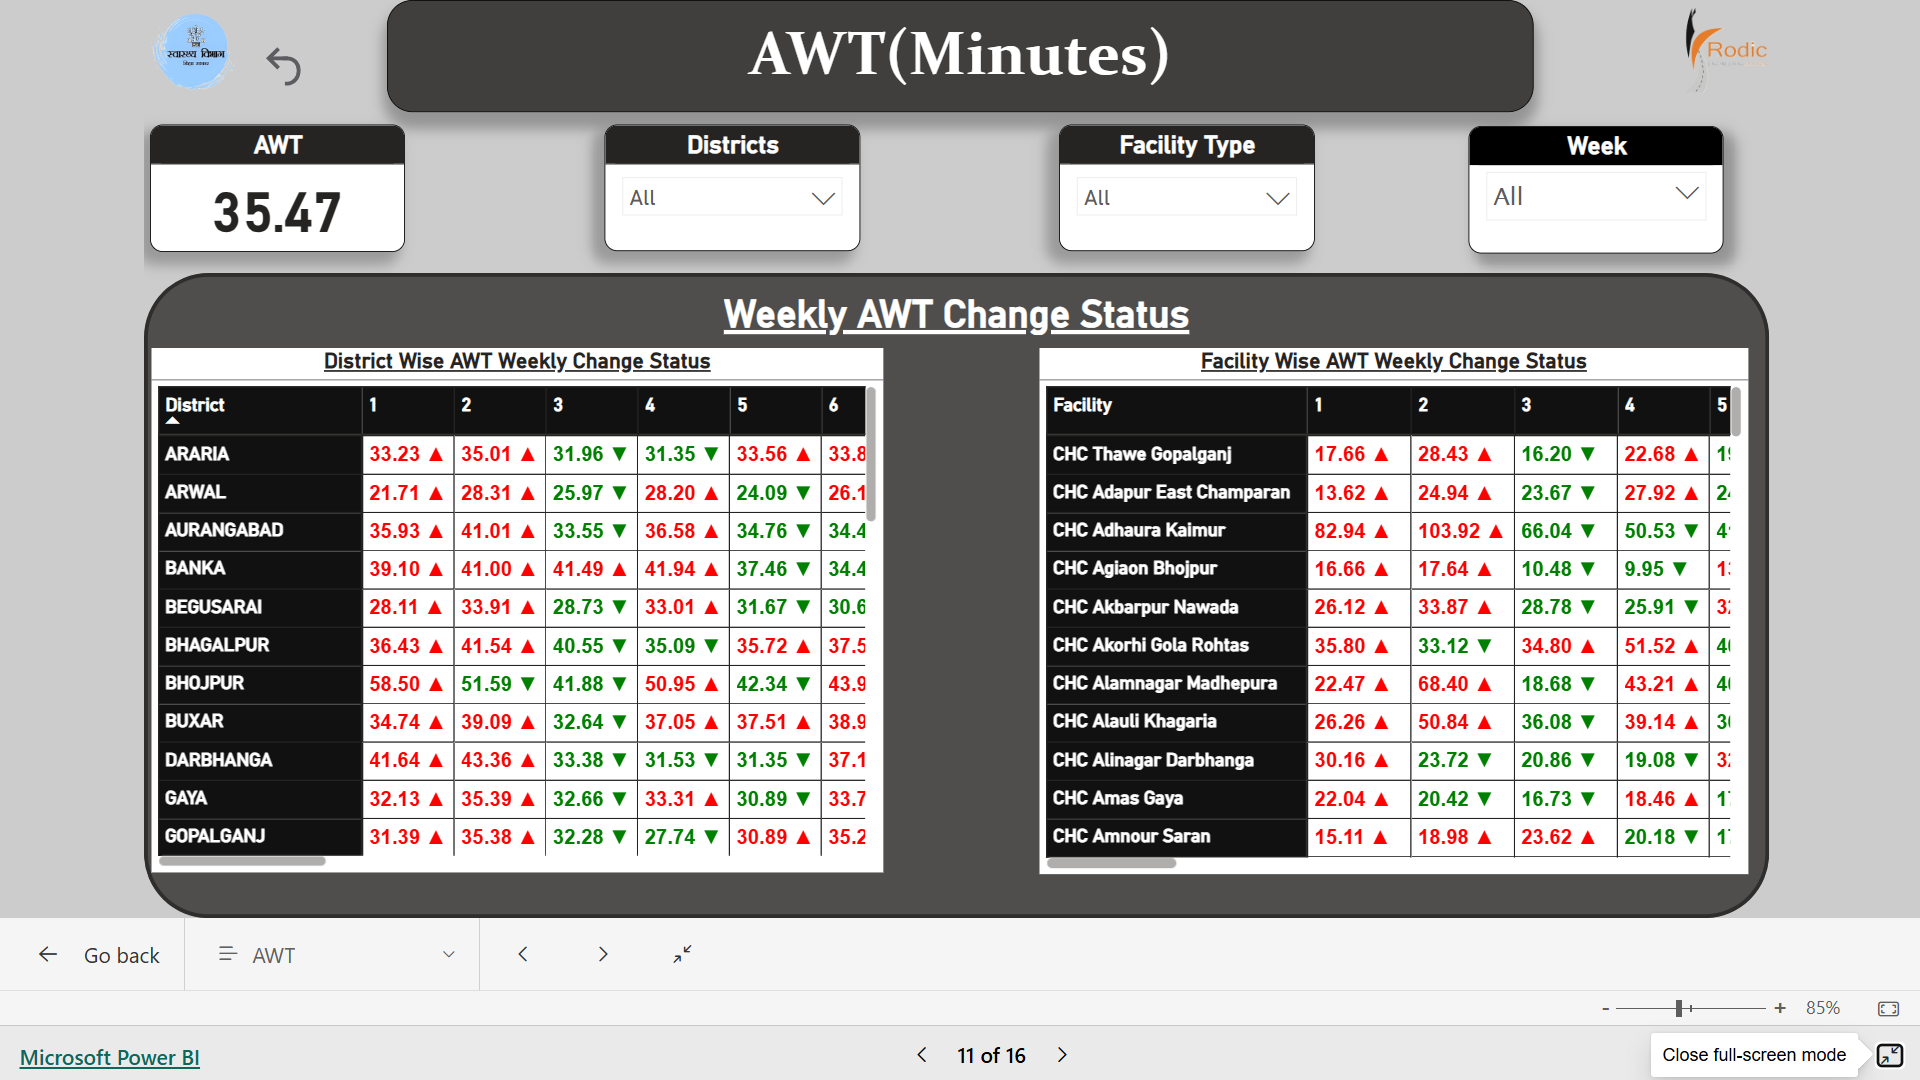 स्वास्थ्य विभाग
AWT(Minutes)
Rodic
AWT
35.47
Districts
All
Facility Type
All
Week
All
Weekly AWT Change Status
District Wise AWT Weekly Change Status
District 1 2 3 4 5 6
ARARIA 33.23 ▲ 35.01 ▲ 31.96 ▼ 31.35 ▼ 33.56 ▲ 33.8
ARWAL 21.71 ▲ 28.31 ▲ 25.97 ▼ 28.20 ▲ 24.09 ▼ 26.1
AURANGABAD 35.93 ▲ 41.01 ▲ 33.55 ▼ 36.58 ▲ 34.76 ▼ 34.4
BANKA 39.10 ▲ 41.00 ▲ 41.49 ▲ 41.94 ▲ 37.46 ▼ 34.4
BEGUSARAI 28.11 ▲ 33.91 ▲ 28.73 ▼ 33.01 ▲ 31.67 ▼ 30.6
BHAGALPUR 36.43 ▲ 41.54 ▲ 40.55 ▼ 35.09 ▼ 35.72 ▲ 37.5
BHOJPUR 58.50 ▲ 51.59 ▼ 41.88 ▼ 50.95 ▲ 42.34 ▼ 43.9
BUXAR 34.74 ▲ 39.09 ▲ 32.64 ▼ 37.05 ▲ 37.51 ▲ 38.9
DARBHANGA 41.64 ▲ 43.36 ▲ 33.38 ▼ 31.53 ▼ 31.35 ▼ 37.1
GAYA 32.13 ▲ 35.39 ▲ 32.66 ▼ 33.31 ▲ 30.89 ▼ 33.7
GOPALGANJ 31.39 ▲ 35.38 ▲ 32.28 ▼ 27.74 ▼ 30.89 ▲ 35.2
Facility Wise AWT Weekly Change Status
Facility 1 2 3 4 5
CHC Thawe Gopalganj 17.66 ▲ 28.43 ▲ 16.20 ▼ 22.68 ▲
CHC Adapur East Champaran 13.62 ▲ 24.94 ▲ 23.67 ▼ 27.92 ▲
CHC Adhaura Kaimur 82.94 ▲ 103.92 ▲ 66.04 ▼ 50.53 ▼
CHC Agiaon Bhojpur 16.66 ▲ 17.64 ▲ 10.48 ▼ 9.95 ▼
CHC Akbarpur Nawada 26.12 ▲ 33.87 ▲ 28.78 ▼ 25.91 ▼
CHC Akorhi Gola Rohtas 35.80 ▲ 33.12 ▼ 34.80 ▲ 51.52 ▲
CHC Alamnagar Madhepura 22.47 ▲ 68.40 ▲ 18.68 ▼ 43.21 ▲
CHC Alauli Khagaria 26.26 ▲ 50.84 ▲ 36.08 ▼ 39.14 ▲
CHC Alinagar Darbhanga 30.16 ▲ 23.72 ▼ 20.86 ▼ 19.08 ▼
CHC Amas Gaya 22.04 ▲ 20.42 ▼ 16.73 ▼ 18.46 ▲
CHC Amnour Saran 15.11 ▲ 18.98 ▲ 23.62 ▲ 20.18 ▼
Go back
AWT
- + 85%
Microsoft Power BI
11 of 16
Close full-screen mode